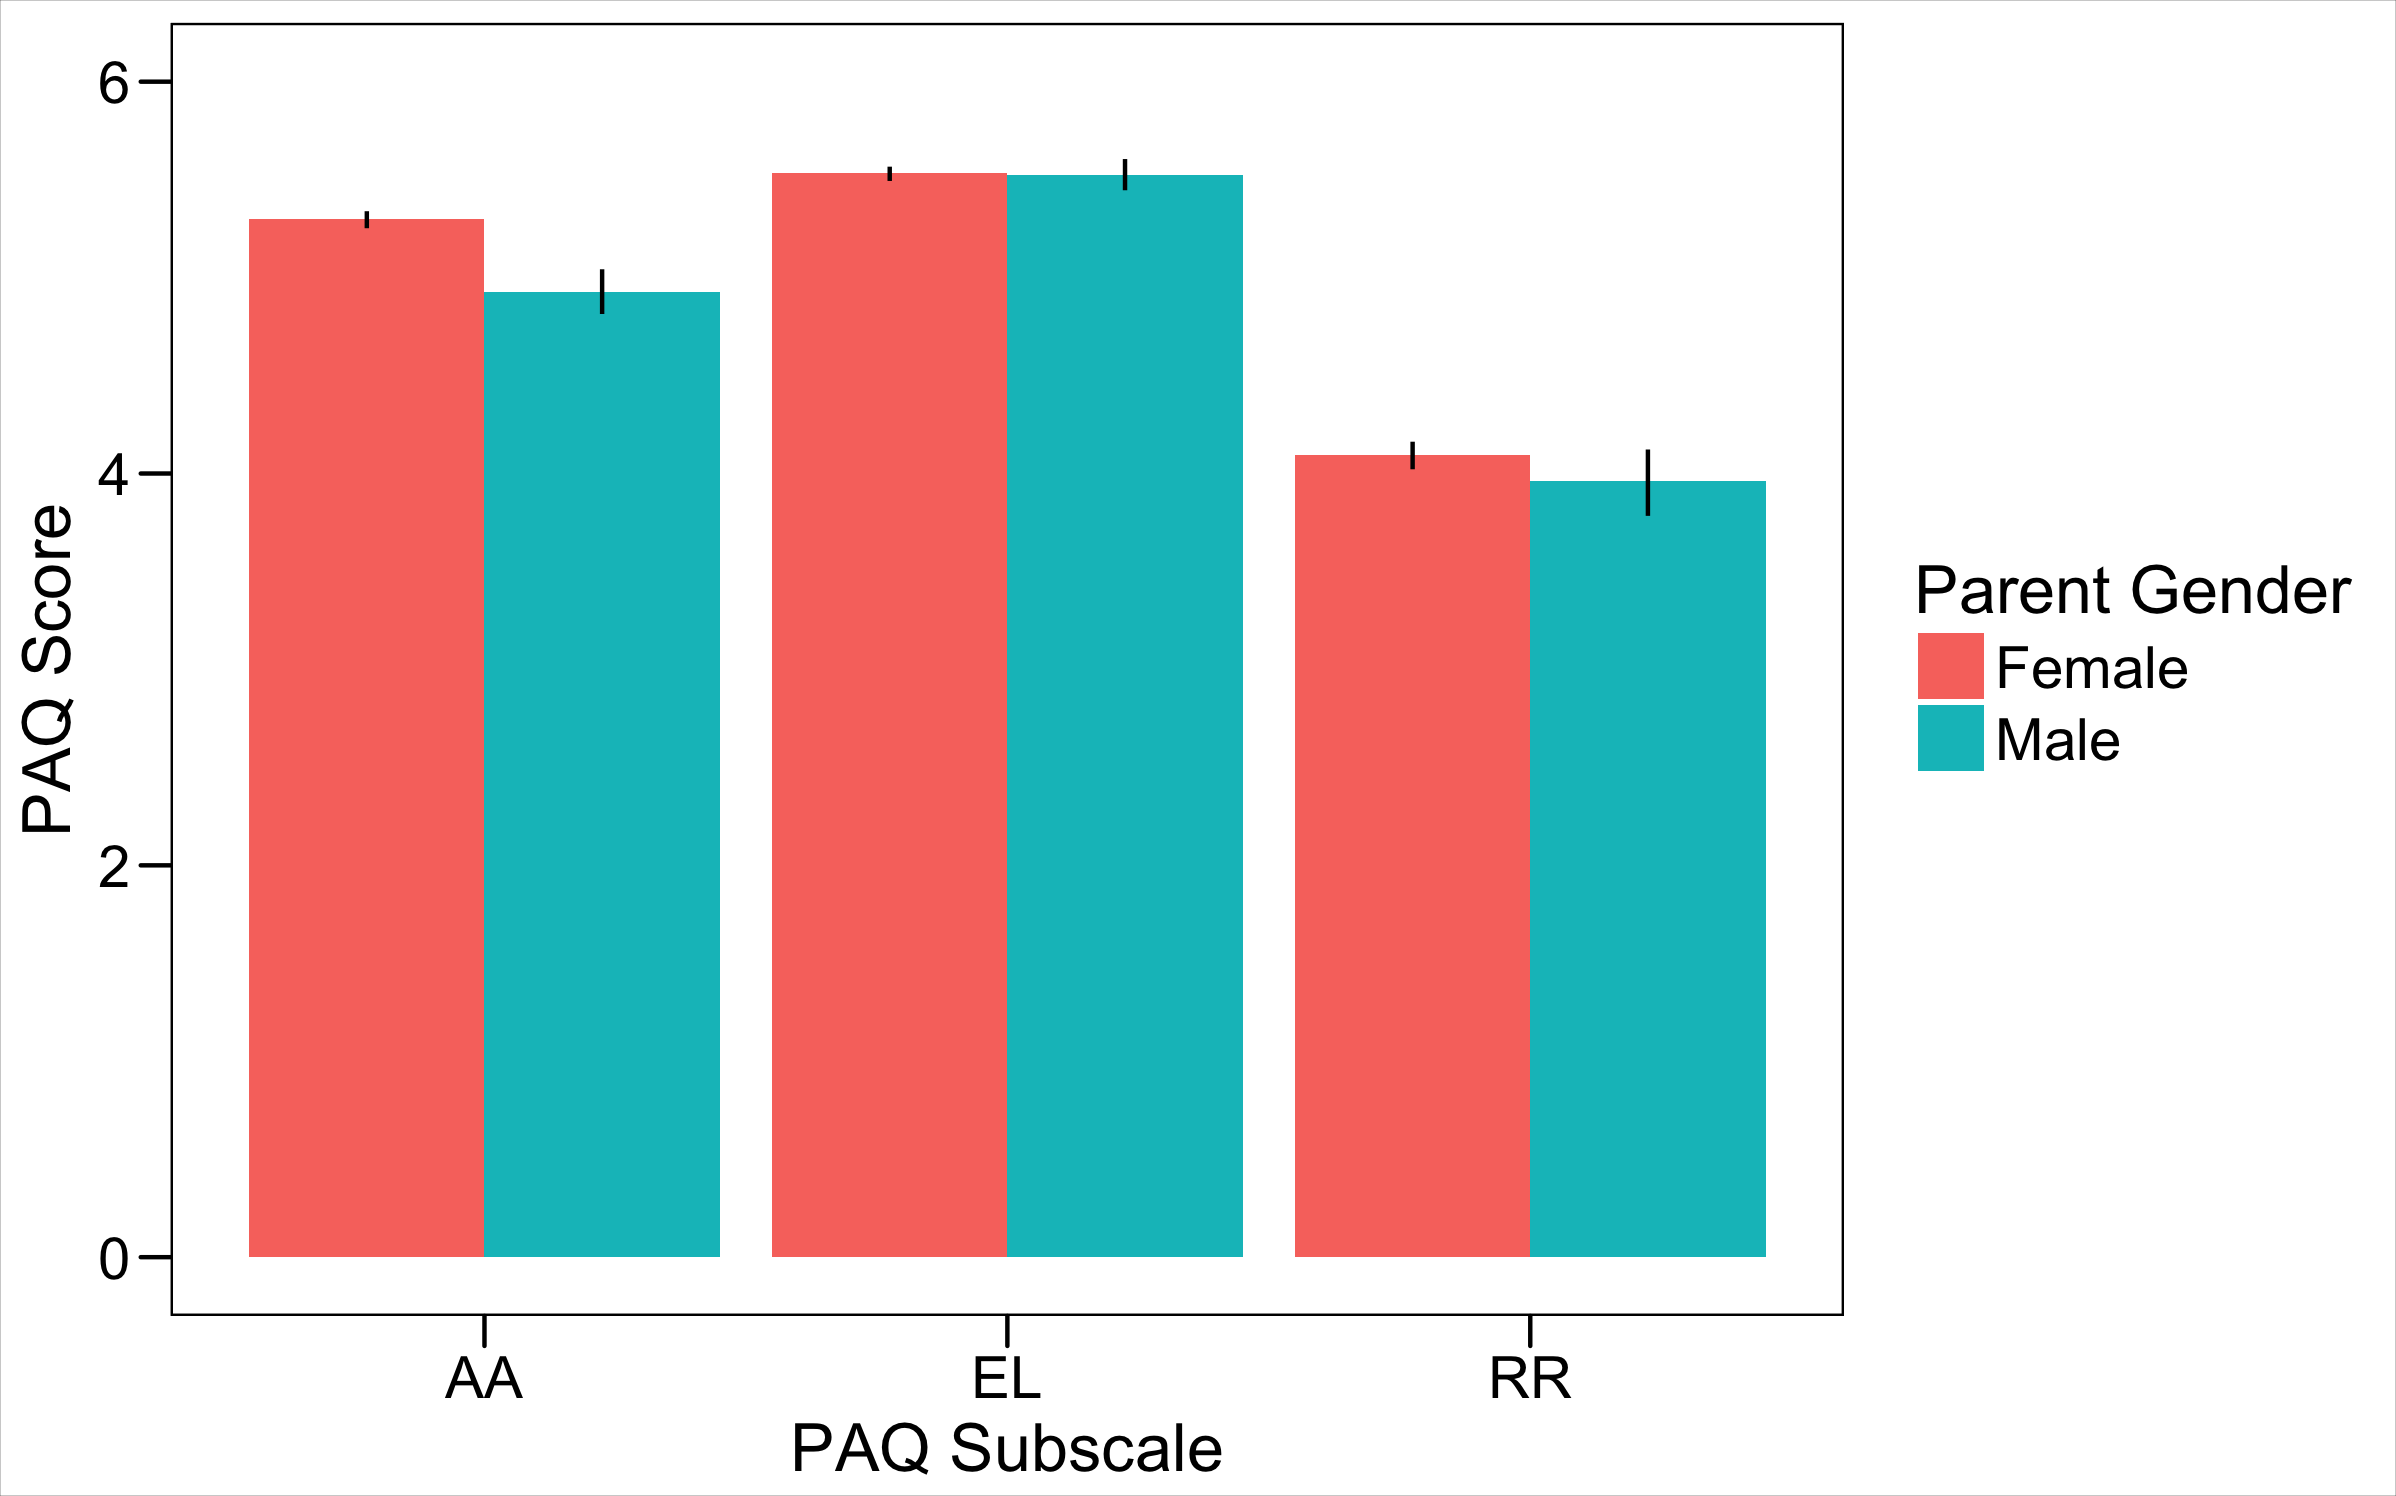 6
4
2
0
PAQ Score
AA EL RR
PAQ Subscale
Parent Gender
Female
Male